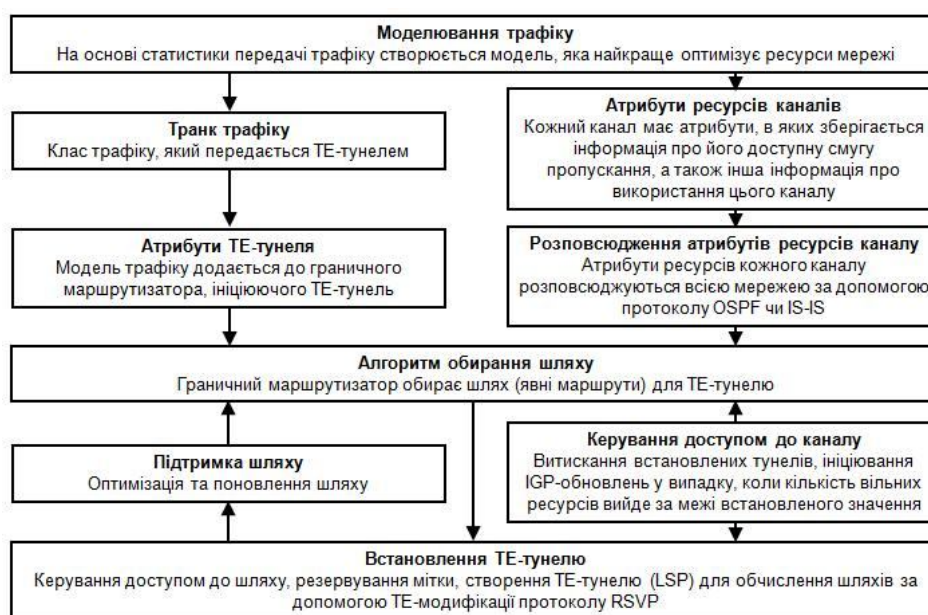 Моделювання трафіку
На основі статистики передачі трафіку створюється модель, яка найкраще оптимізує ресурси мережі
Транк трафіку
Клас трафіку, який передається ТЕ-тунелем
Атрибути ресурсів каналів
Кожний канал має атрибути, в яких зберігається
інформація про його доступну смугу
пропускання, а також інша інформація про
використання цього каналу
Атрибути ТЕ-тунеля
Модель трафіку додається до граничного
маршрутизатора, ініціюючого ТЕ-тунель
Розповсюдження атрибутів ресурсів каналу
Атрибути ресурсів кожного каналу
розповсюджуються всією мережею за допомогою
протоколу OSPF чи IS-IS
Алгоритм обирання шляху
Граничний маршрутизатор обирає шлях (явні маршрути) для ТЕ-тунелю
Підтримка шляху
Оптимізація та поновлення шляху
Керування доступом до каналу
Витискання встановлених тунелів, ініціювання
IGP-обновлень у випадку, коли кількість вільних
ресурсів вийде за межі встановленого значення
Встановлення ТЕ-тунелю
Керування доступом до шляху, резервування мітки, створення ТЕ-тунелю (LSP) для обчислення шляхів за
допомогою ТЕ-модифікації протоколу RSVP